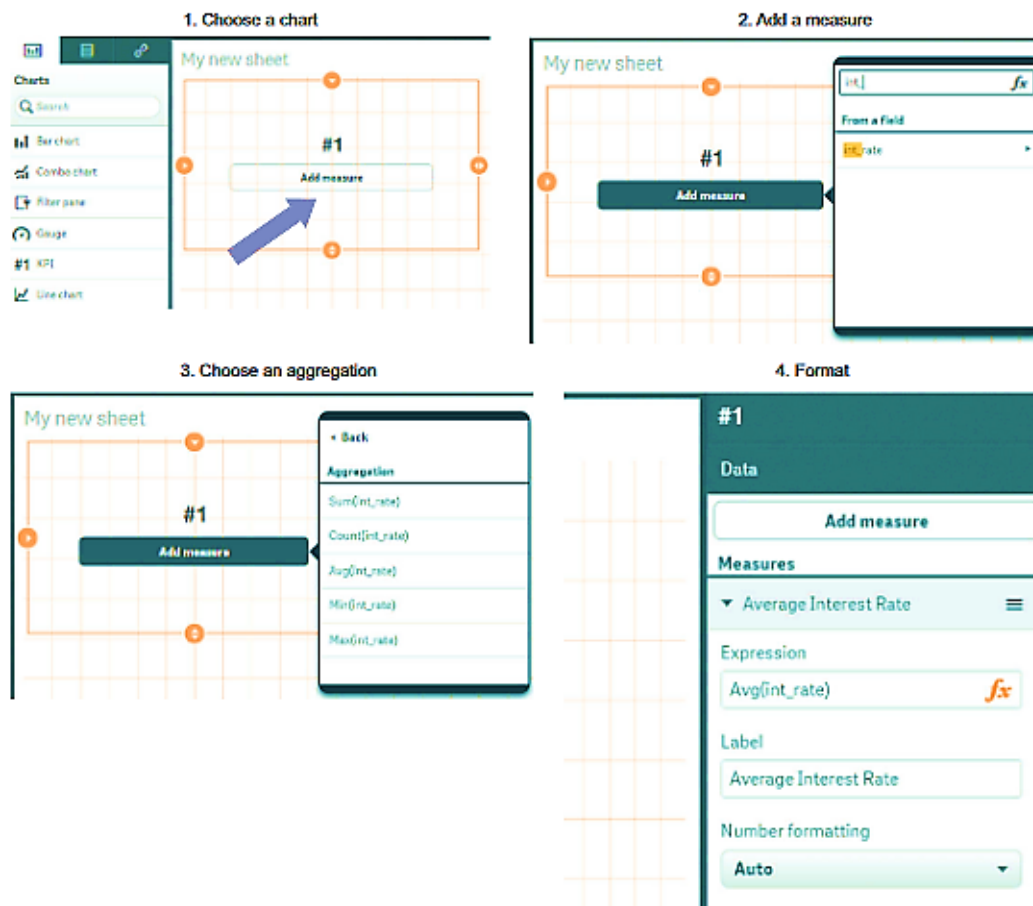 1. Choose a chart
My new sheet
Charts
Search
Bar chart
Combo chart
Filter pane
Gauge
#1 KPI
Line chart
#1
Add measure
2. Add a measure
My new sheet
#1
Add measure
int_
fx
From a field
int_rate
3. Choose an aggregation
My new sheet
#1
Add measure
Back
Aggregation
Sum(int_rate)
Count(int_rate)
Avg(int_rate)
Min(int_rate)
Max(int_rate)
4. Format
#1
Data
Add measure
Measures
Average Interest Rate
Expression
Avg(int_rate)
fx
Label
Average Interest Rate
Number formatting
Auto